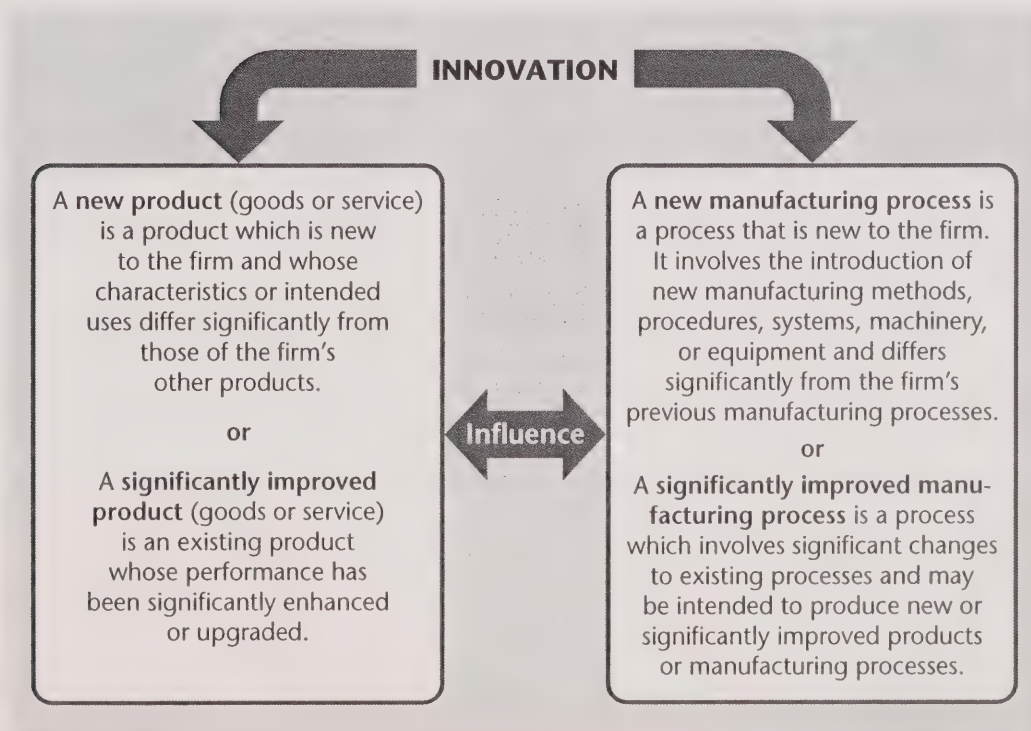 INNOVATION
A new product (goods or service)
is a product which is new
to the firm and whose
characteristics or intended
uses differ significantly from
those of the firm's
other products.
or
A significantly improved
product (goods or service)
is an existing product
whose performance has
been significantly enhanced
or upgraded.
Influence
A new manufacturing process is
a process that is new to the firm.
It involves the introduction of
new manufacturing methods,
procedures, systems, machinery,
or equipment and differs
significantly from the firm's
previous manufacturing processes.
or
A significantly improved manu-
facturing process is a process
which involves significant changes
to existing processes and may
be intended to produce new or
significantly improved products
or manufacturing processes.